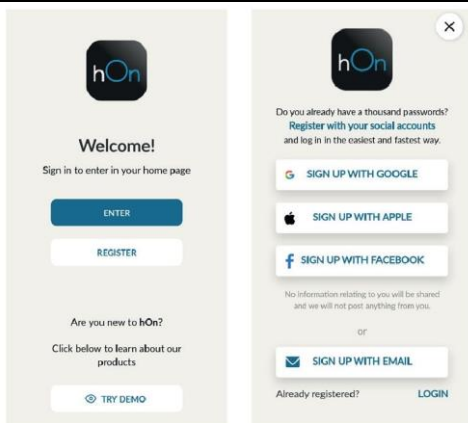 hOn
Welcome!
Sign in to enter in your home page
ENTER
REGISTER
Are you new to hOn?
Click below to learn about our
products
TRY DEMO
hOn
Do you already have a thousand passwords?
Register with your social accounts
and log in in the easiest and fastest way.
SIGN UP WITH GOOGLE
SIGN UP WITH APPLE
SIGN UP WITH FACEBOOK
No information relating to you will be shared
and we will not post anything from you.
or
SIGN UP WITH EMAIL
Already registered? LOGIN